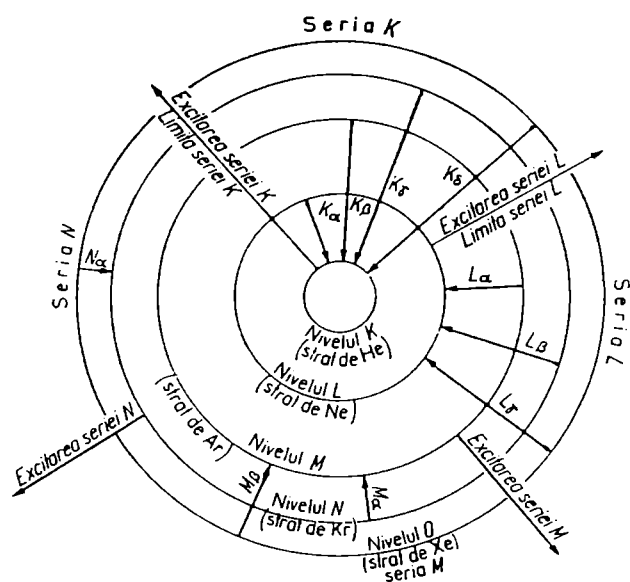 Seria K
Excitarea seriei K
Limita seriei K
Kα
Kβ
Kγ
Kδ
Excitarea seriei L
Limita seriei L
Seria N
Nα
Lα
Lβ
Lγ
Seria L
Nivelul K
(strat de He)
Nivelul L
(strat de Ne)
(strat de Ar)
Nivelul M
Excitarea seriei N
Mβ
Mα
Excitarea seriei M
Nivelul N
(strat de Kr)
Nivelul O
(strat de Xe)
seria M